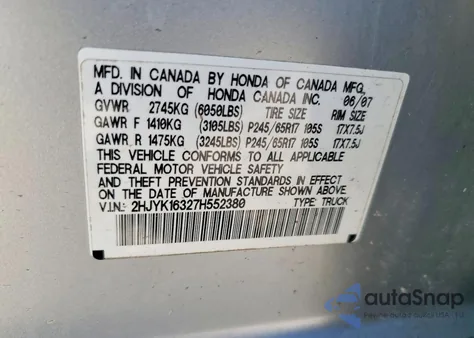 MFD. IN CANADA BY HONDA OF CANADA MFG.,
A DIVISION OF HONDA CANADA INC. 06/07
GVWR 2745KG (6050LBS) TIRE SIZE RIM SIZE
GAWR F 1410KG (3105LBS) P245/65R17 105S 17X7.5J
GAWR R 1475KG (3245LBS) P245/65R17 105S 17X7.5J
THIS VEHICLE CONFORMS TO ALL APPLICABLE
FEDERAL MOTOR VEHICLE SAFETY
AND THEFT PREVENTION STANDARDS IN EFFECT
ON THE DATE OF MANUFACTURE SHOWN ABOVE.
V.I.N.: 2HJYK16327H552380 TYPE: TRUCK
autoSnap